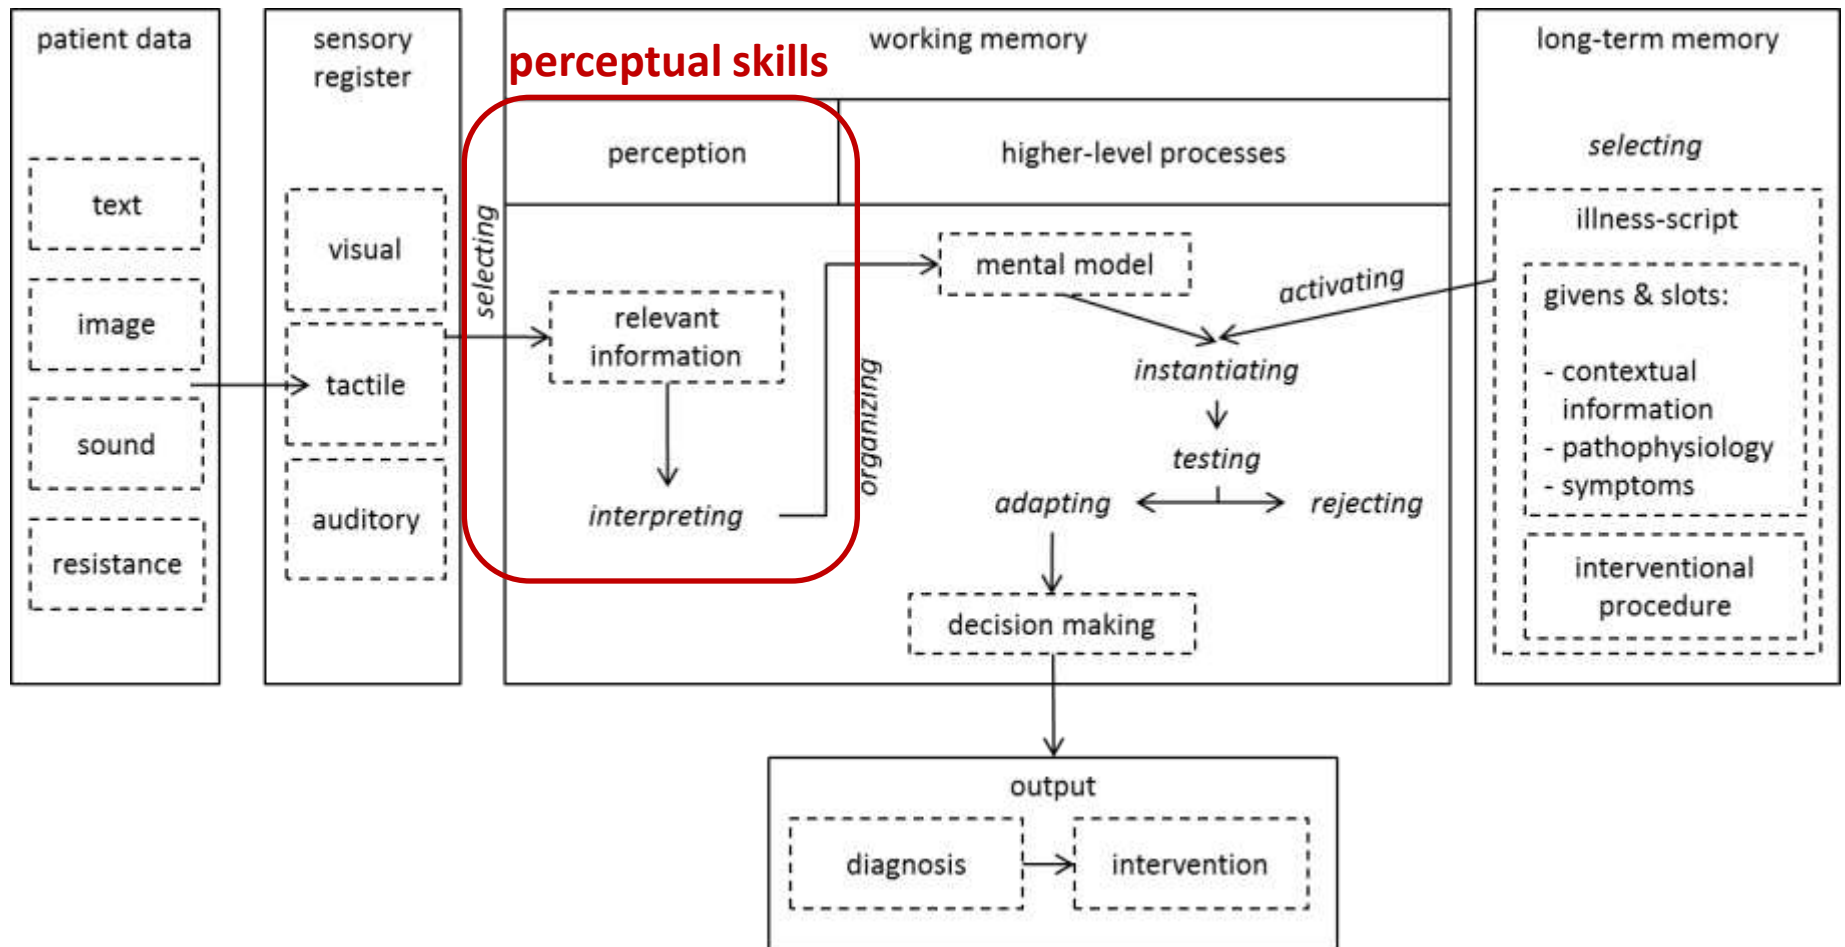 patient data
text
image
sound
resistance
sensory
register
visual
tactile
auditory
working memory
perceptual skills
perception
higher-level processes
selecting
relevant
information
interpreting
organizing
mental model
activating
instantiating
testing
adapting
rejecting
decision making
long-term memory
selecting
illness-script
givens & slots:
- contextual
information
- pathophysiology
- symptoms
interventional
procedure
output
diagnosis
intervention